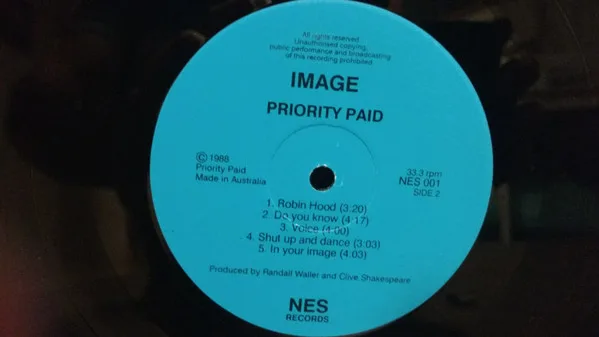 All rights reserved
Unauthorised copying,
public performance and broadcasting
of this recording prohibited
IMAGE
PRIORITY PAID
© 1988
Priority Paid
Made in Australia
33.3 rpm
NES 001
SIDE 2
1. Robin Hood (3:20)
2. Do you know (4:17)
3. Voice (4:00)
4. Shut up and dance (3:03)
5. In your image (4:03)
Produced by Randall Waller and Clive Shakespeare
NES
RECORDS